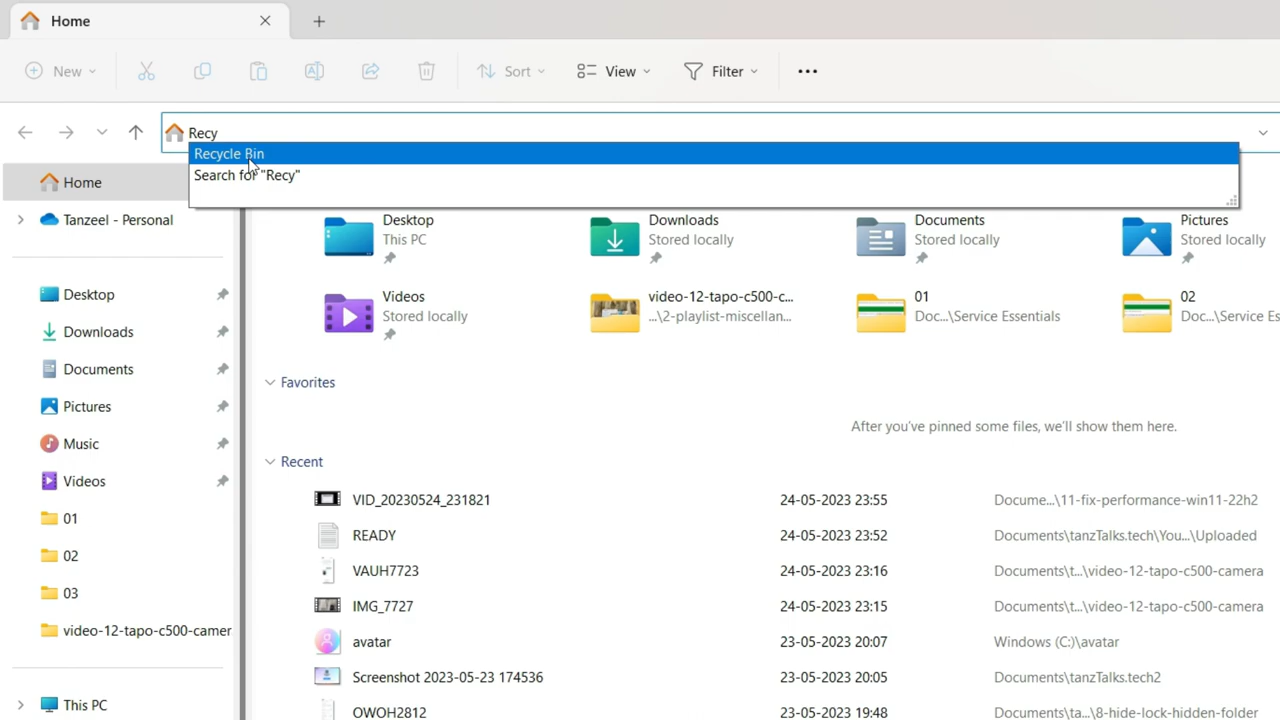 Home
New
Sort
View
Filter
Recy
Recycle Bin
Search for "Recy"
Home
Tanzeel - Personal
Desktop
Downloads
Documents
Pictures
Music
Videos
01
02
03
video-12-tapo-c500-camer
This PC
Desktop
This PC
Downloads
Stored locally
Documents
Stored locally
Pictures
Stored locally
Videos
Stored locally
video-12-tapo-c500-c...
...\2-playlist-miscellan...
01
Doc...\Service Essentials
02
Doc...\Service Es
Favorites
After you've pinned some files, we'll show them here.
Recent
VID_20230524_231821 24-05-2023 23:55 Docume...\11-fix-performance-win11-22h2
READY 24-05-2023 23:52 Documents\tanzTalks.tech\You...\Uploaded
VAUH7723 24-05-2023 23:16 Documents\t...\video-12-tapo-c500-camera
IMG_7727 24-05-2023 23:15 Documents\t...\video-12-tapo-c500-camera
avatar 23-05-2023 20:07 Windows (C:)\avatar
Screenshot 2023-05-23 174536 23-05-2023 20:05 Documents\tanzTalks.tech2
OWOH2812 23-05-2023 19:48 Documents\ta...\8-hide-lock-hidden-folder